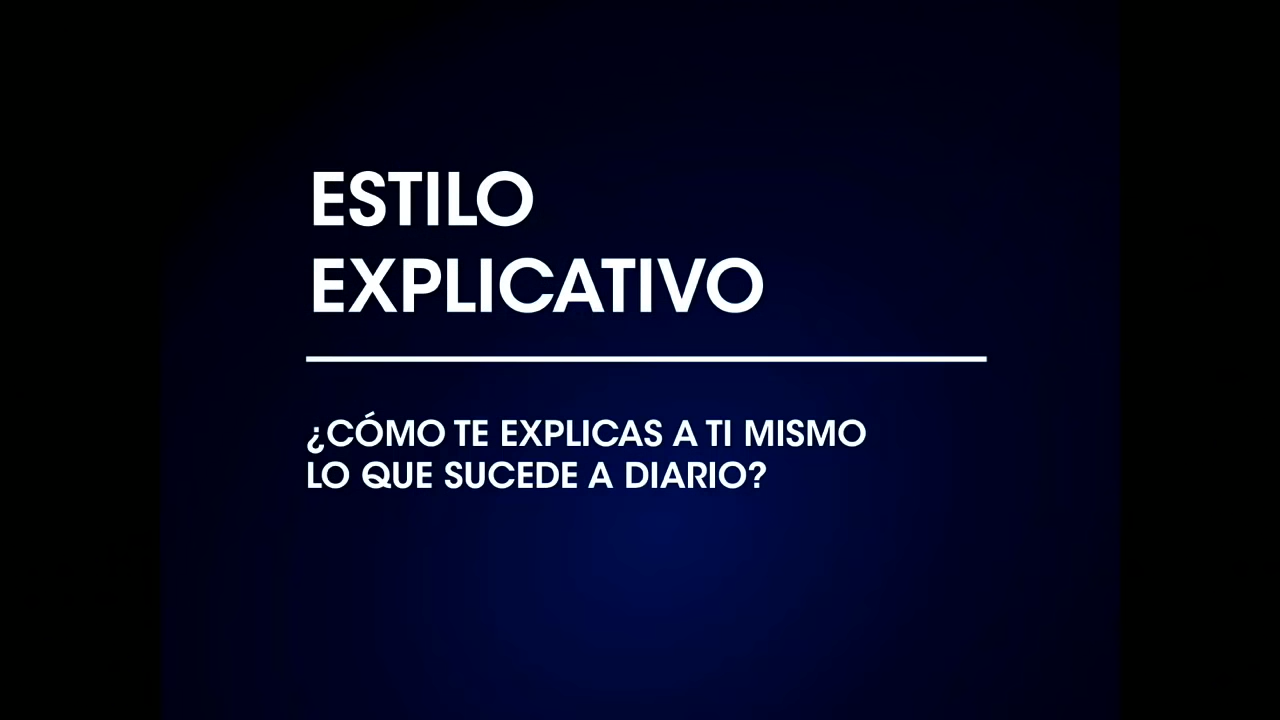 ESTILO
EXPLICATIVO
¿CÓMO TE EXPLICAS A TI MISMO
LO QUE SUCEDE A DIARIO?